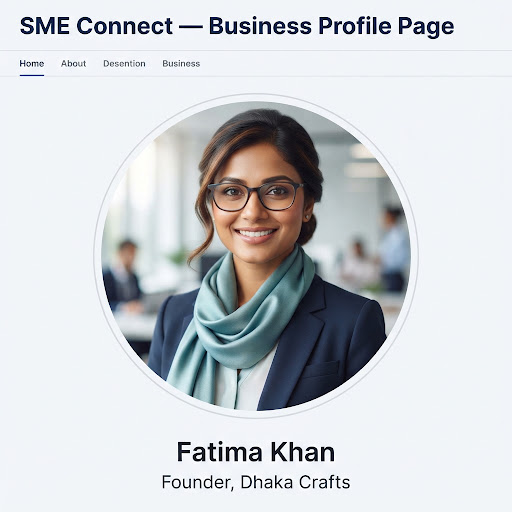 SME Connect — Business Profile Page
Home About Desention Business
Fatima Khan
Founder, Dhaka Crafts